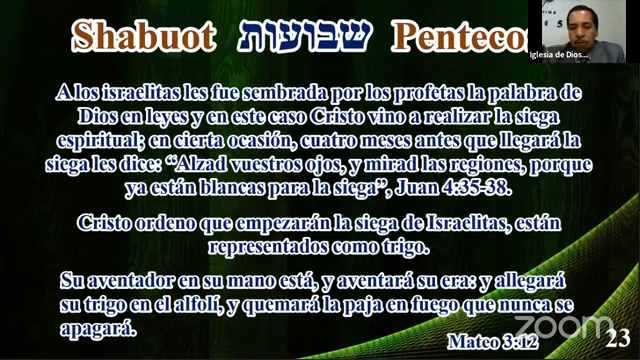 Shabuot שבועות Pentecos
Iglesia de Dios...
A los israelitas les fue sembrada por los profetas la palabra de
Dios en leyes y en este caso Cristo vino a realizar la siega
espiritual; en cierta ocasión, cuatro meses antes que llegará la
siega les dice: “Alzad vuestros ojos, y mirad las regiones, porque
ya están blancas para la siega”, Juan 4:35-38.
Cristo ordeno que empezarán la siega de Israelitas, están
representados como trigo.
Su aventador en su mano está, y aventará su era: y allegará
su trigo en el alfolí, y quemará la paja en fuego que nunca se
apagará.
Mateo 3:12
zoom
23